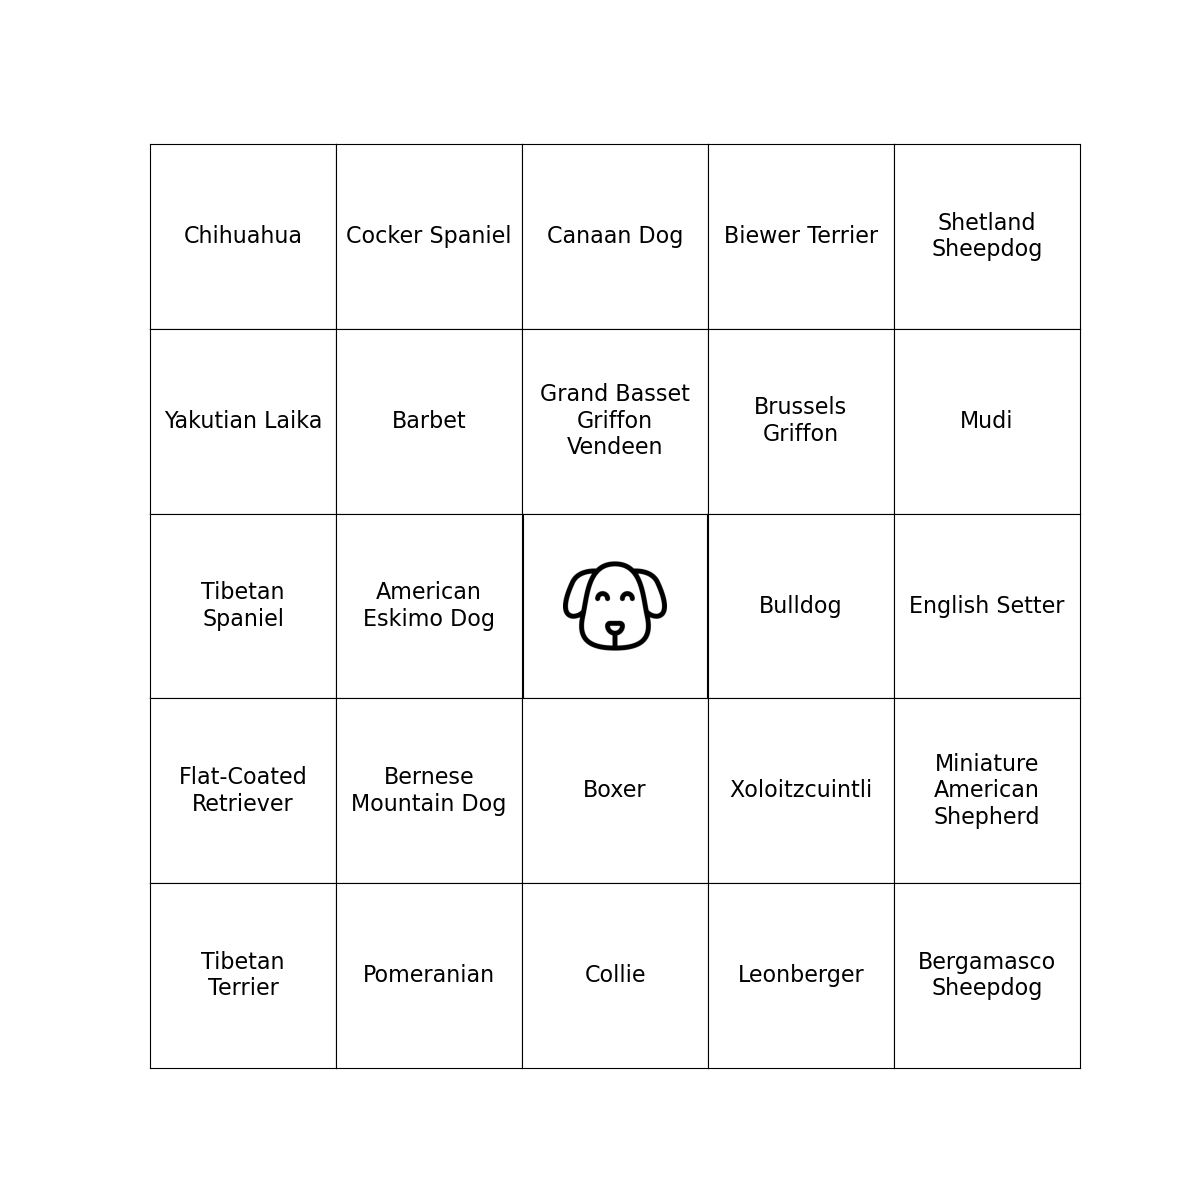 Chihuahua
Cocker Spaniel
Canaan Dog
Biewer Terrier
Shetland
Sheepdog
Yakutian Laika
Barbet
Grand Basset
Griffon
Vendeen
Brussels
Griffon
Mudi
Tibetan
Spaniel
American
Eskimo Dog
Bulldog
English Setter
Flat-Coated
Retriever
Bernese
Mountain Dog
Boxer
Xoloitzcuintli
Miniature
American
Shepherd
Tibetan
Terrier
Pomeranian
Collie
Leonberger
Bergamasco
Sheepdog